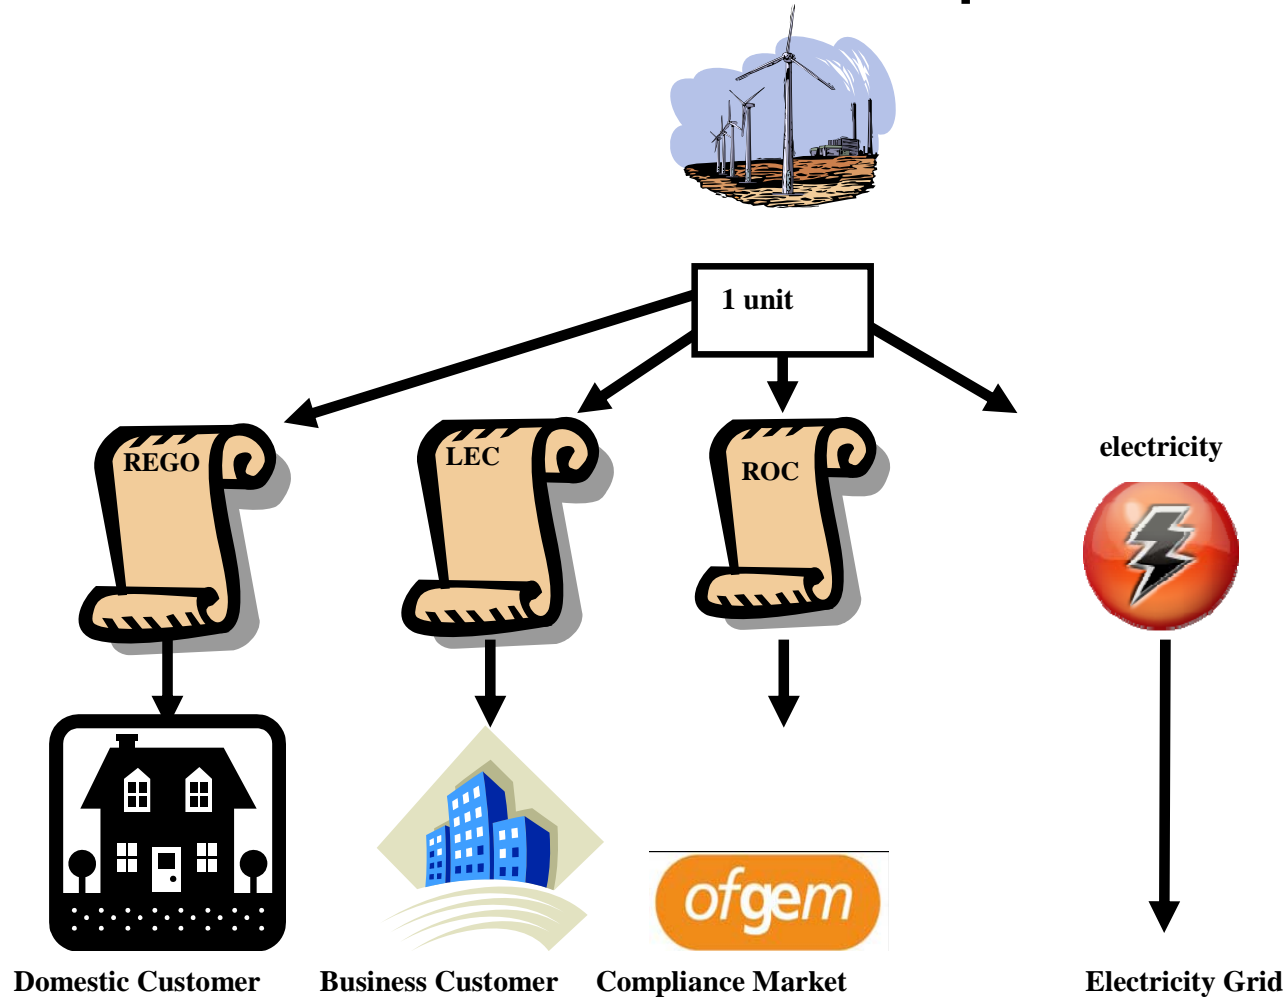 1 unit
REGO
LEC
ROC
electricity
ofgem
Domestic Customer
Business Customer
Compliance Market
Electricity Grid